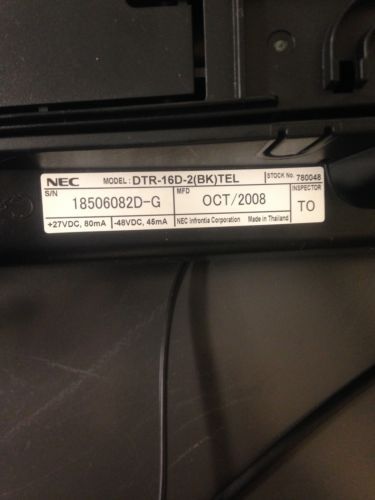 NEC MODEL: DTR-16D-2(BK)TEL STOCK No. 780048
S/N 18506082D-G MFD OCT/2008 INSPECTOR TO
+27VDC, 80mA -48VDC, 45mA NEC Infrontia Corporation Made in Thailand